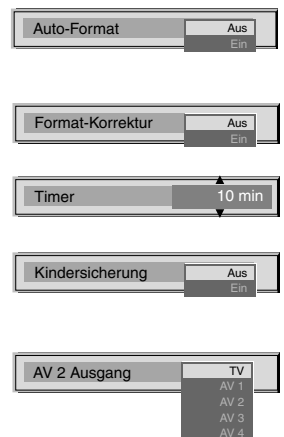 Auto-Format Aus
Ein
Format-Korrektur Aus
Ein
Timer 10 min
Kindersicherung Aus
Ein
AV 2 Ausgang TV
AV 1
AV 2
AV 3
AV 4